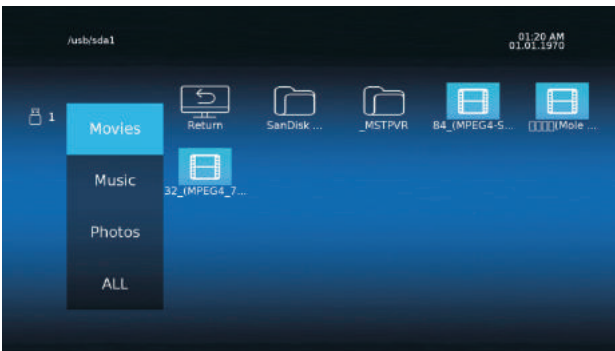 /usb/sda1
01:20 AM
01.01.1970
1
Movies
Music
Photos
ALL
Return
SanDisk ...
_MSTPVR
84_(MPEG4-S...
□□□□(Mole ...
32_(MPEG4_7...